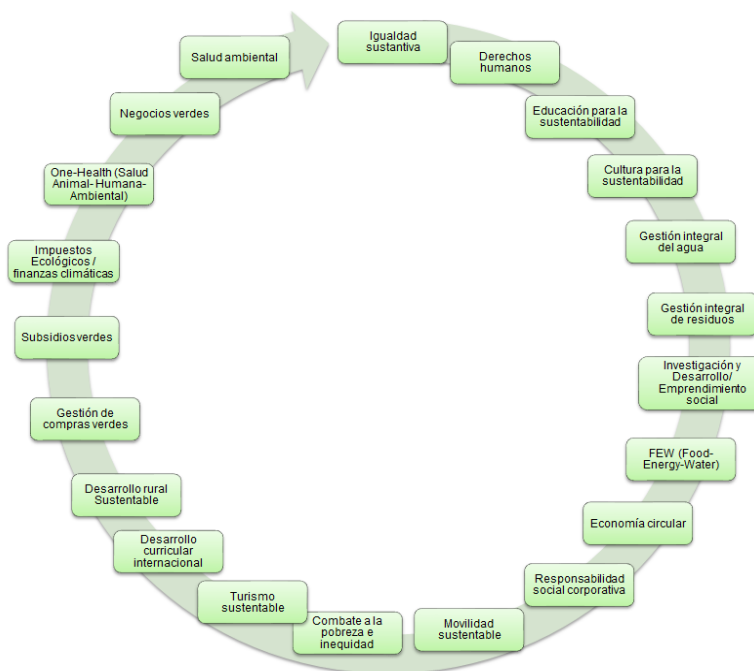 Igualdad
sustantiva
Derechos
humanos
Educación para la
sustentabilidad
Cultura para la
sustentabilidad
Gestión integral
del agua
Gestión integral
de residuos
Investigación y
Desarrollo/
Emprendimiento
social
FEW (Food-
Energy-Water)
Economía circular
Responsabilidad
social corporativa
Movilidad
sustentable
Combate a la
pobreza e
inequidad
Turismo
sustentable
Desarrollo
curricular
internacional
Desarrollo rural
Sustentable
Gestión de
compras verdes
Subsidios verdes
Impuestos
Ecológicos /
finanzas climáticas
One-Health (Salud
Animal- Humana-
Ambiental)
Negocios verdes
Salud ambiental